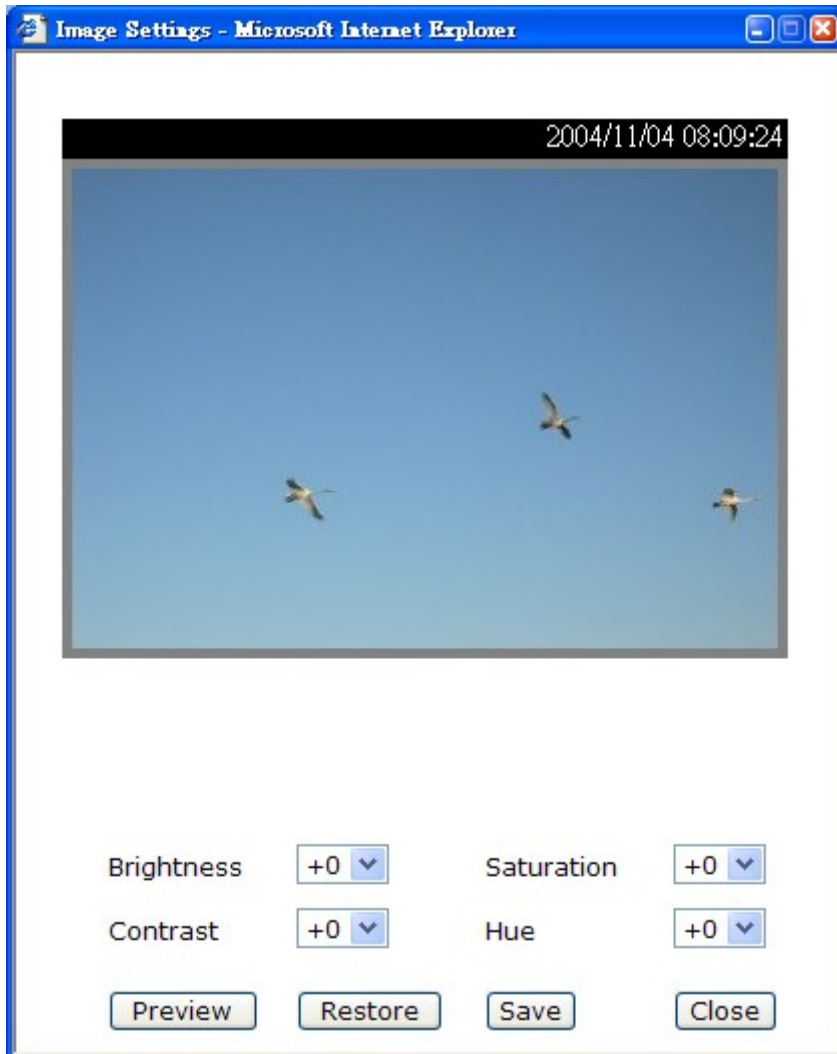 Image Settings - Microsoft Internet Explorer
2004/11/04 08:09:24
Brightness +0 Saturation +0
Contrast +0 Hue +0
Preview Restore Save Close